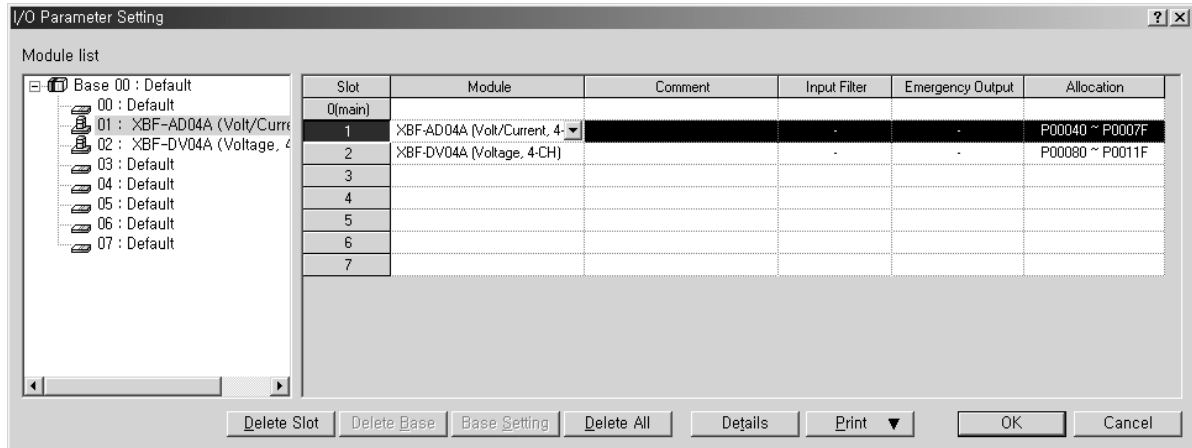 I/O Parameter Setting
? ×
Module list
Base 00 : Default
00 : Default
01 : XBF-AD04A (Volt/Curre
02 : XBF-DV04A (Voltage, 4
03 : Default
04 : Default
05 : Default
06 : Default
07 : Default
Slot Module Comment Input Filter Emergency Output Allocation
0(main)
1 XBF-AD04A (Volt/Current, 4- - - P00040 ~ P0007F
2 XBF-DV04A (Voltage, 4-CH) - - P00080 ~ P0011F
3
4
5
6
7
Delete Slot Delete Base Base Setting Delete All Details Print ▼ OK Cancel